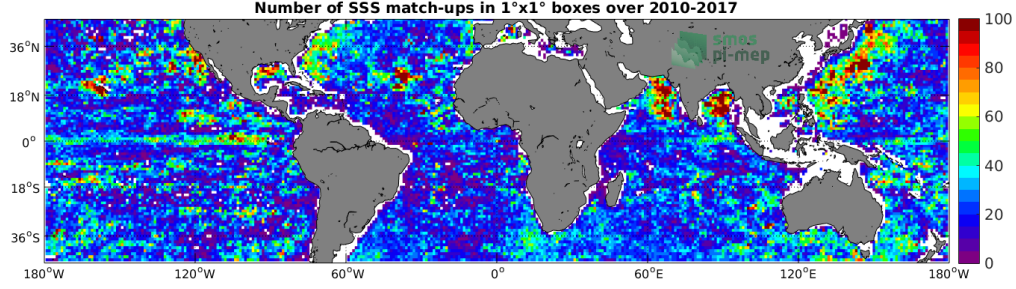 Number of SSS match-ups in 1°x1° boxes over 2010-2017
100
36°N
smos
pi-mep
80
18°N
60
0°
40
18°S
20
36°S
0
180°W 120°W 60°W 0° 60°E 120°E 180°W